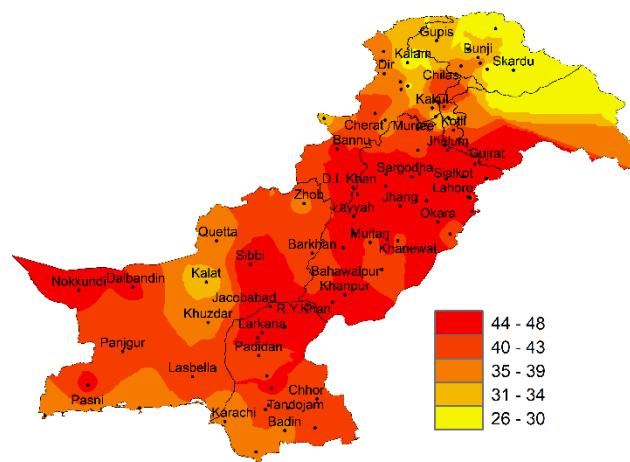 Gupis
Kalam
Bunji
Skardu
Dir
Chilas
Kakul
Cherat
Murree
Kotli
Bannu
Jhelum
Gujrat
Sargodha
Sialkot
D.I. Khan
Lahore
Zhob
Jhang
Layyah
Okara
Quetta
Multan
Barkhan
Khanewal
Sibbi
Kalat
Bahawalpur
Nokkundi
Dalbandin
Khanpur
Jacobabad
R.Y.Khan
Khuzdar
Larkana
Panjgur
Padidan
Lasbella
Chhor
Pasni
Tandojam
Karachi
Badin
44 - 48
40 - 43
35 - 39
31 - 34
26 - 30